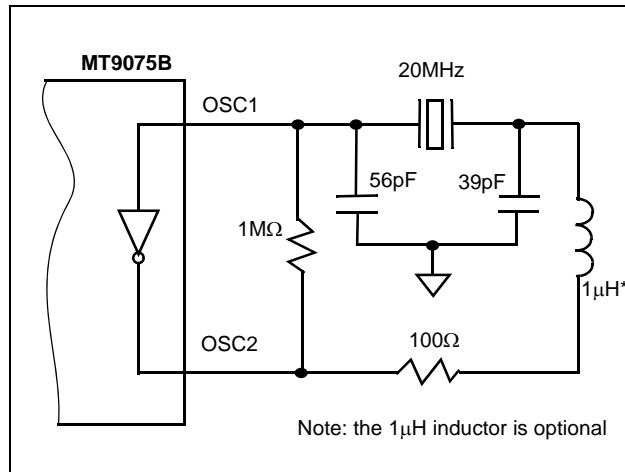 MT9075B
20MHz
OSC1
56pF
39pF
1MΩ
1μH*
OSC2
100Ω
Note: the 1μH inductor is optional